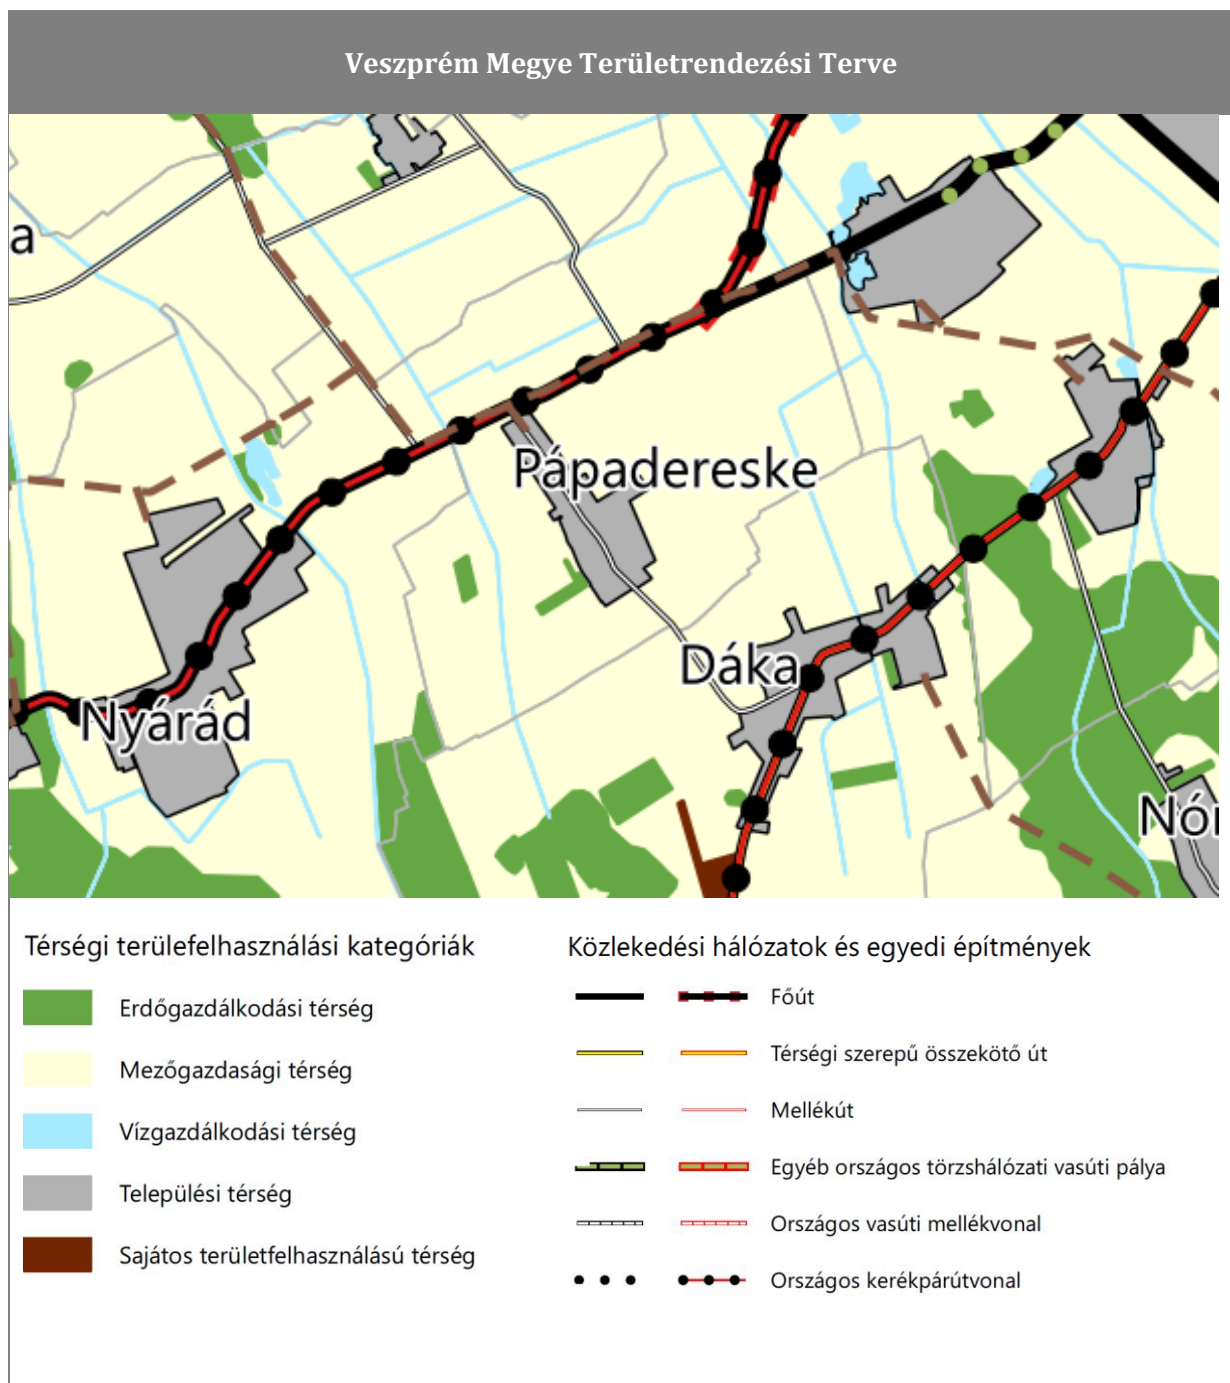 Veszprém Megye Területrendezési Terve
a
Pápadereske
Dáka
Nyárád
Nór
Térségi terülefelhasználási kategóriák
Erdőgazdálkodási térség
Mezőgazdasági térség
Vízgazdálkodási térség
Települési térség
Sajátos területfelhasználású térség
Közlekedési hálózatok és egyedi építmények
Főút
Térségi szerepű összekötő út
Mellékút
Egyéb országos törzshálózati vasúti pálya
Országos vasúti mellékvonal
Országos kerékpárútvonal